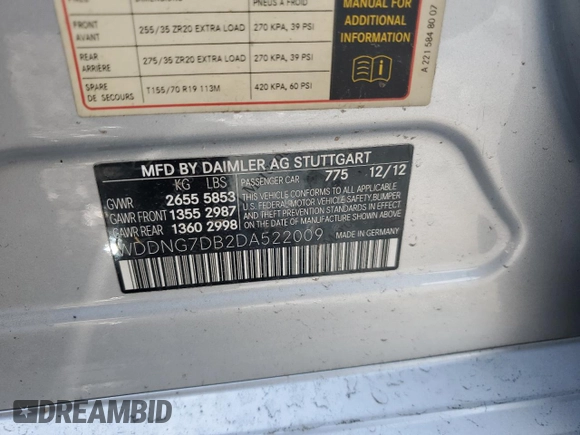 PNEUS À FROID
FRONT
AVANT
255/35 ZR20 EXTRA LOAD
270 KPA, 39 PSI
REAR
ARRIÈRE
275/35 ZR20 EXTRA LOAD
270 KPA, 39 PSI
SPARE
DE SECOURS
T155/70 R19 113M
420 KPA, 60 PSI
MANUAL FOR
ADDITIONAL
INFORMATION
A 221 584 80 07
MFD BY DAIMLER AG STUTTGART
KG LBS PASSENGER CAR 775 12/12
GVWR 2655 5853
GAWR FRONT 1355 2987
GAWR REAR 1360 2998
THIS VEHICLE CONFORMS TO ALL APPLICABLE
U.S. FEDERAL MOTOR VEHICLE SAFETY
BUMPER, AND THEFT PREVENTION STANDARDS
IN EFFECT ON THE DATE OF MANUFACTURE
SHOWN ABOVE. MADE IN GERMANY
WDDNG7DB2DA522009
DREAMBID